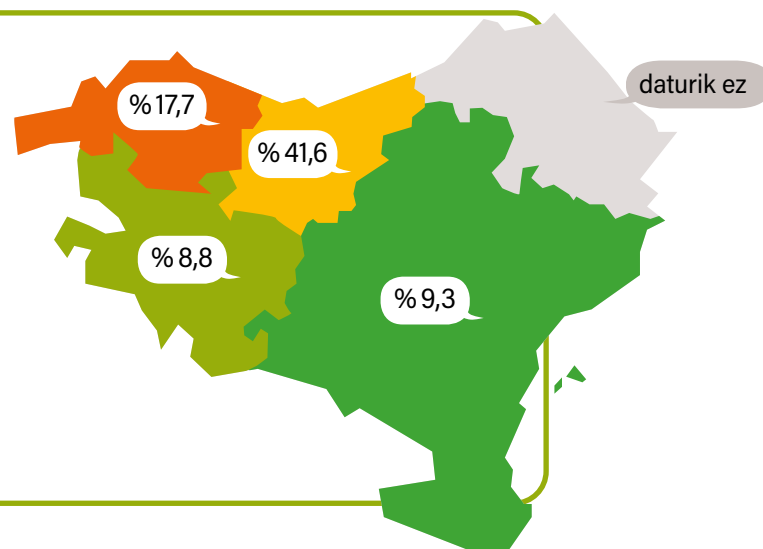 daturik ez
% 17,7
% 41,6
% 8,8
% 9,3